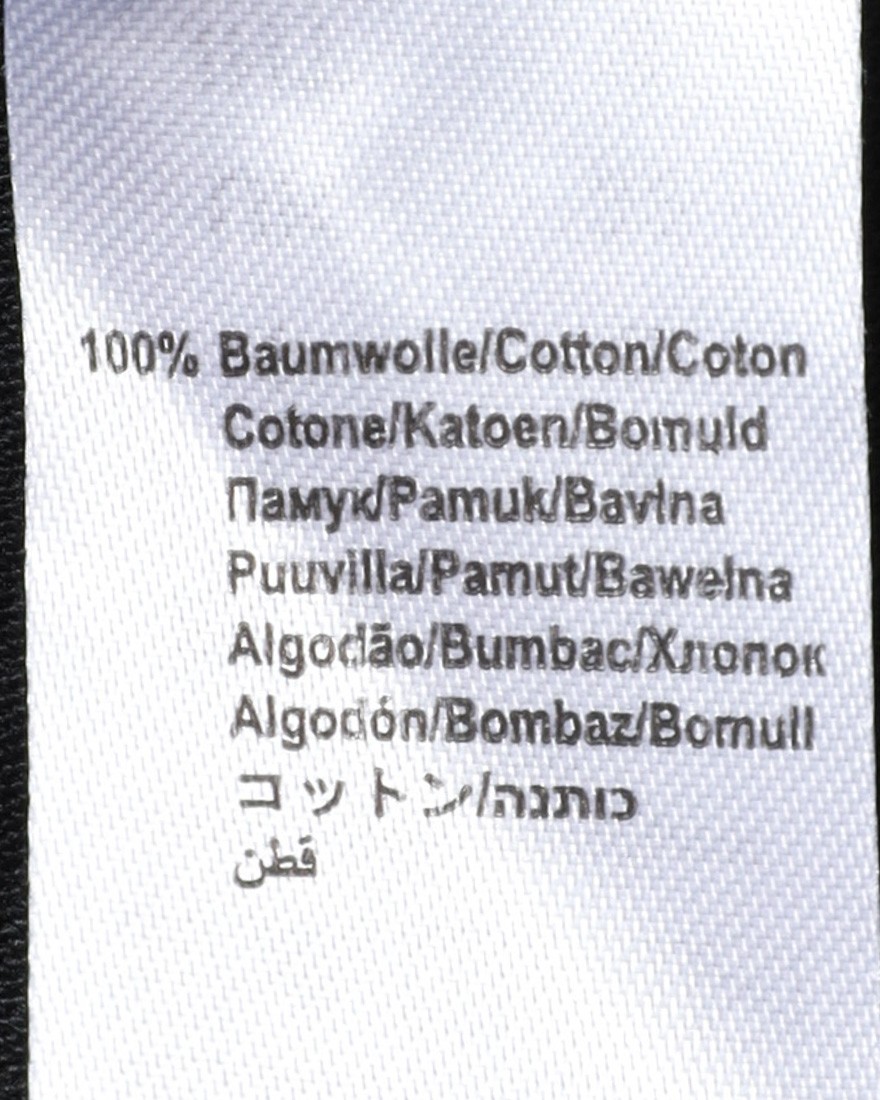 100% Baumwolle/Cotton/Coton
Cotone/Katoen/Bomuld
Памук/Pamuk/Bavlna
Puuvilla/Pamut/Bawełna
Algodão/Bumbac/Хлопок
Algodón/Bombaz/Bomull
コットン/כותנה
قطن